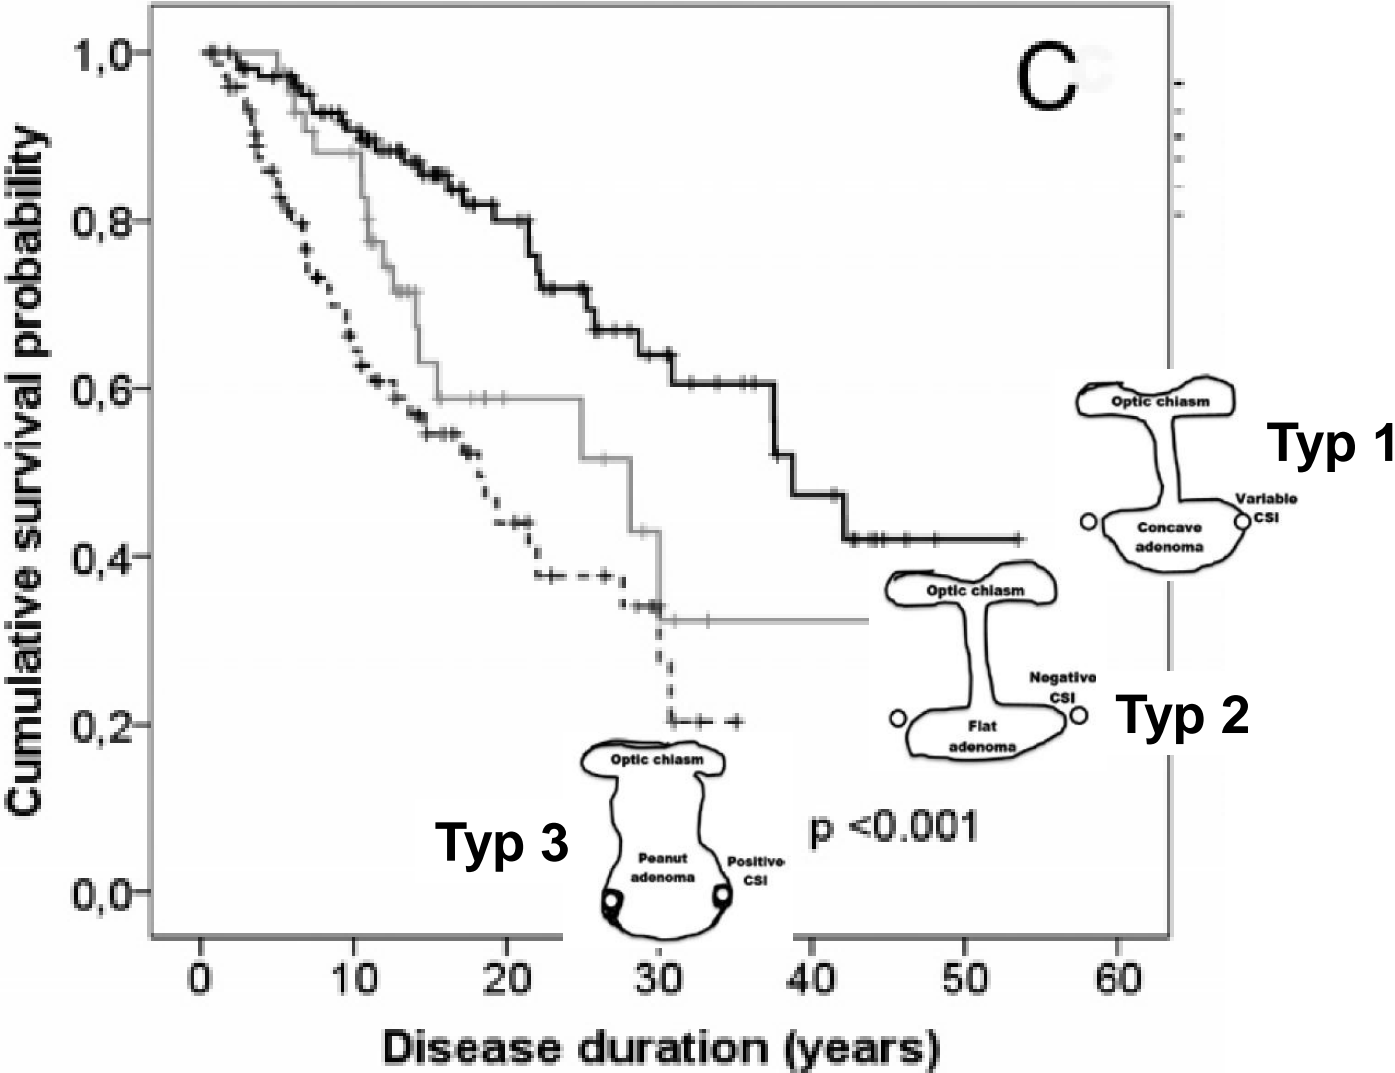 C
Cumulative survival probability
1,0
0,8
0,6
0,4
0,2
0,0
Optic chiasm
Typ 1
Variable
CSI
Concave
adenoma
Optic chiasm
Negative
CSI
Typ 2
Flat
adenoma
Optic chiasm
Typ 3
Peanut
adenoma
Positive
CSI
p <0.001
0 10 20 30 40 50 60
Disease duration (years)